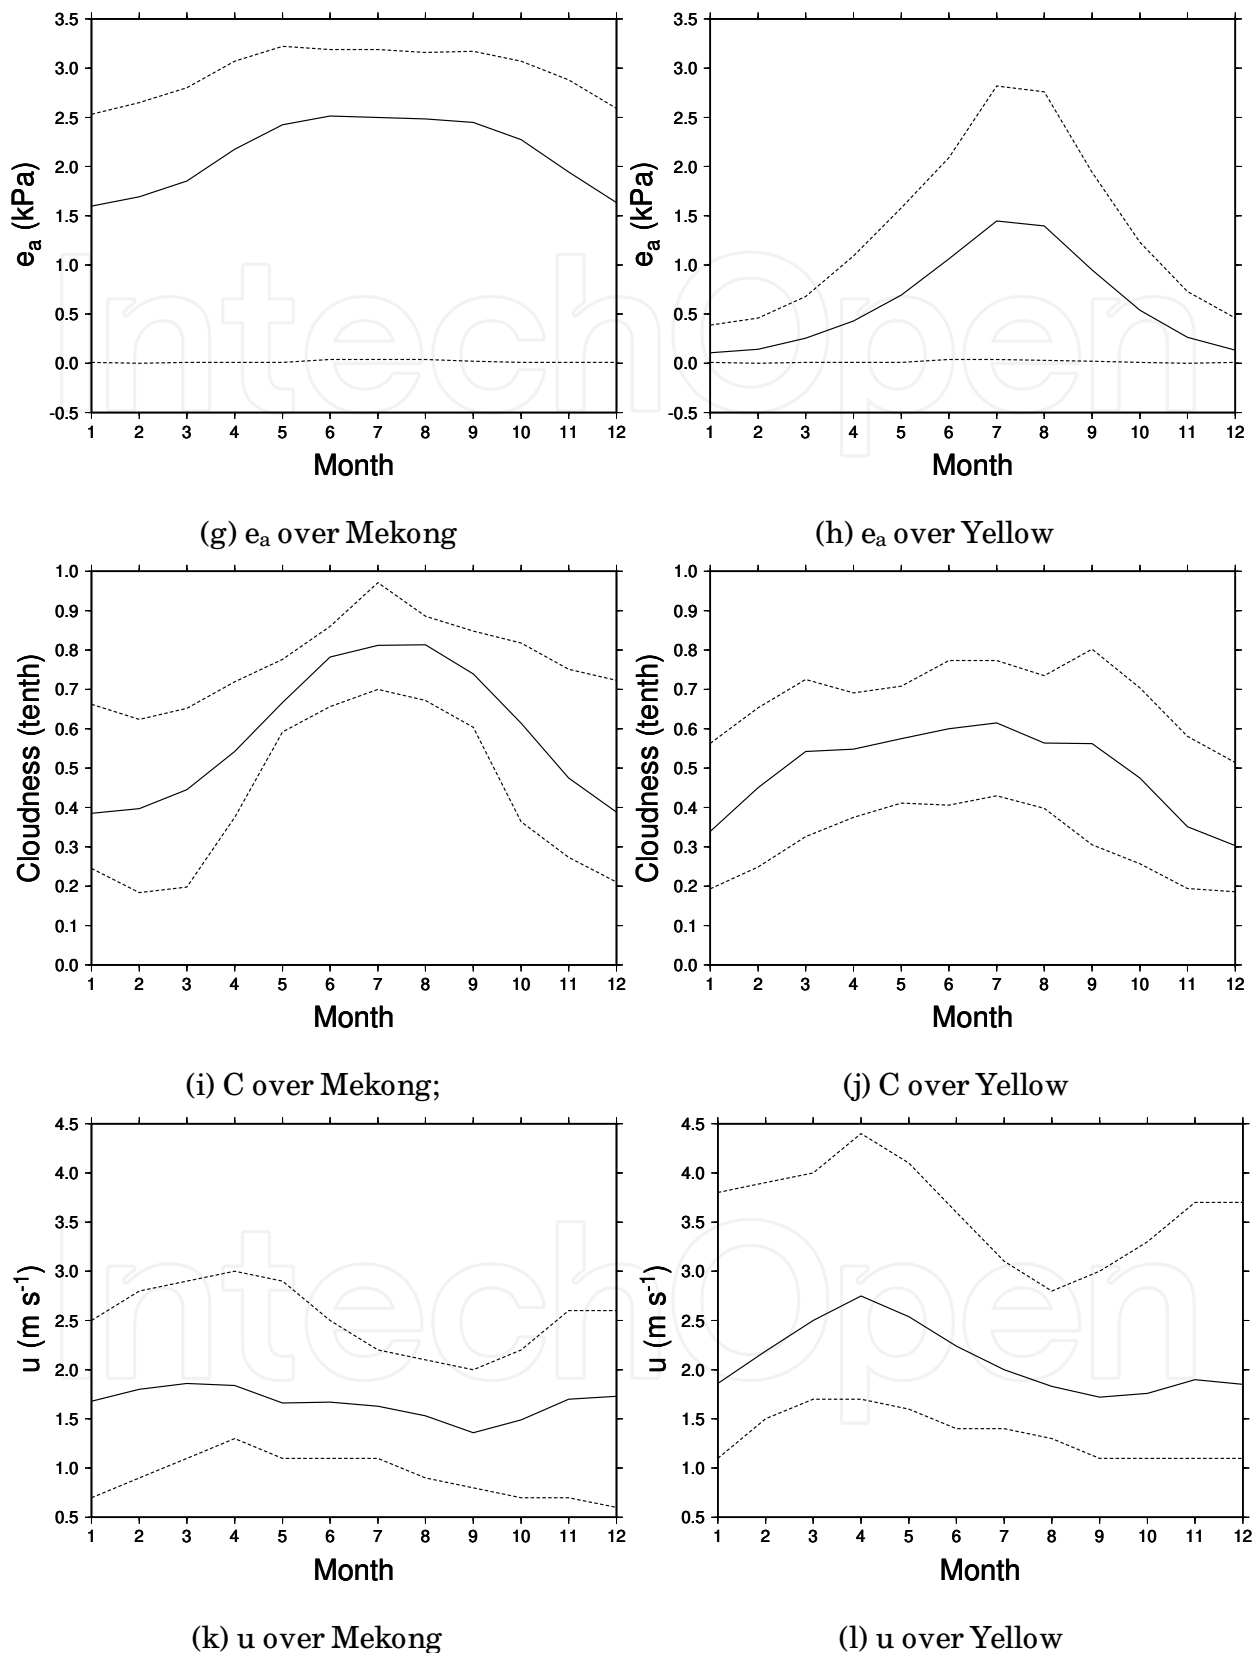 3.5 3.5
3.0 3.0
2.5 2.5
2.0 2.0
1.5 1.5
1.0 1.0
0.5 0.5
0.0 0.0
-0.5 -0.5
ea (kPa) ea (kPa)
1 2 3 4 5 6 7 8 9 10 11 12 1 2 3 4 5 6 7 8 9 10 11 12
Month Month
(g) ea over Mekong (h) ea over Yellow
1.0 1.0
0.9 0.9
0.8 0.8
0.7 0.7
0.6 0.6
0.5 0.5
0.4 0.4
0.3 0.3
0.2 0.2
0.1 0.1
0.0 0.0
Cloudness (tenth) Cloudness (tenth)
1 2 3 4 5 6 7 8 9 10 11 12 1 2 3 4 5 6 7 8 9 10 11 12
Month Month
(i) C over Mekong; (j) C over Yellow
4.5 4.5
4.0 4.0
3.5 3.5
3.0 3.0
2.5 2.5
2.0 2.0
1.5 1.5
1.0 1.0
0.5 0.5
u (m s-1) u (m s-1)
1 2 3 4 5 6 7 8 9 10 11 12 1 2 3 4 5 6 7 8 9 10 11 12
Month Month
(k) u over Mekong (l) u over Yellow
IntechOpen
IntechOpen